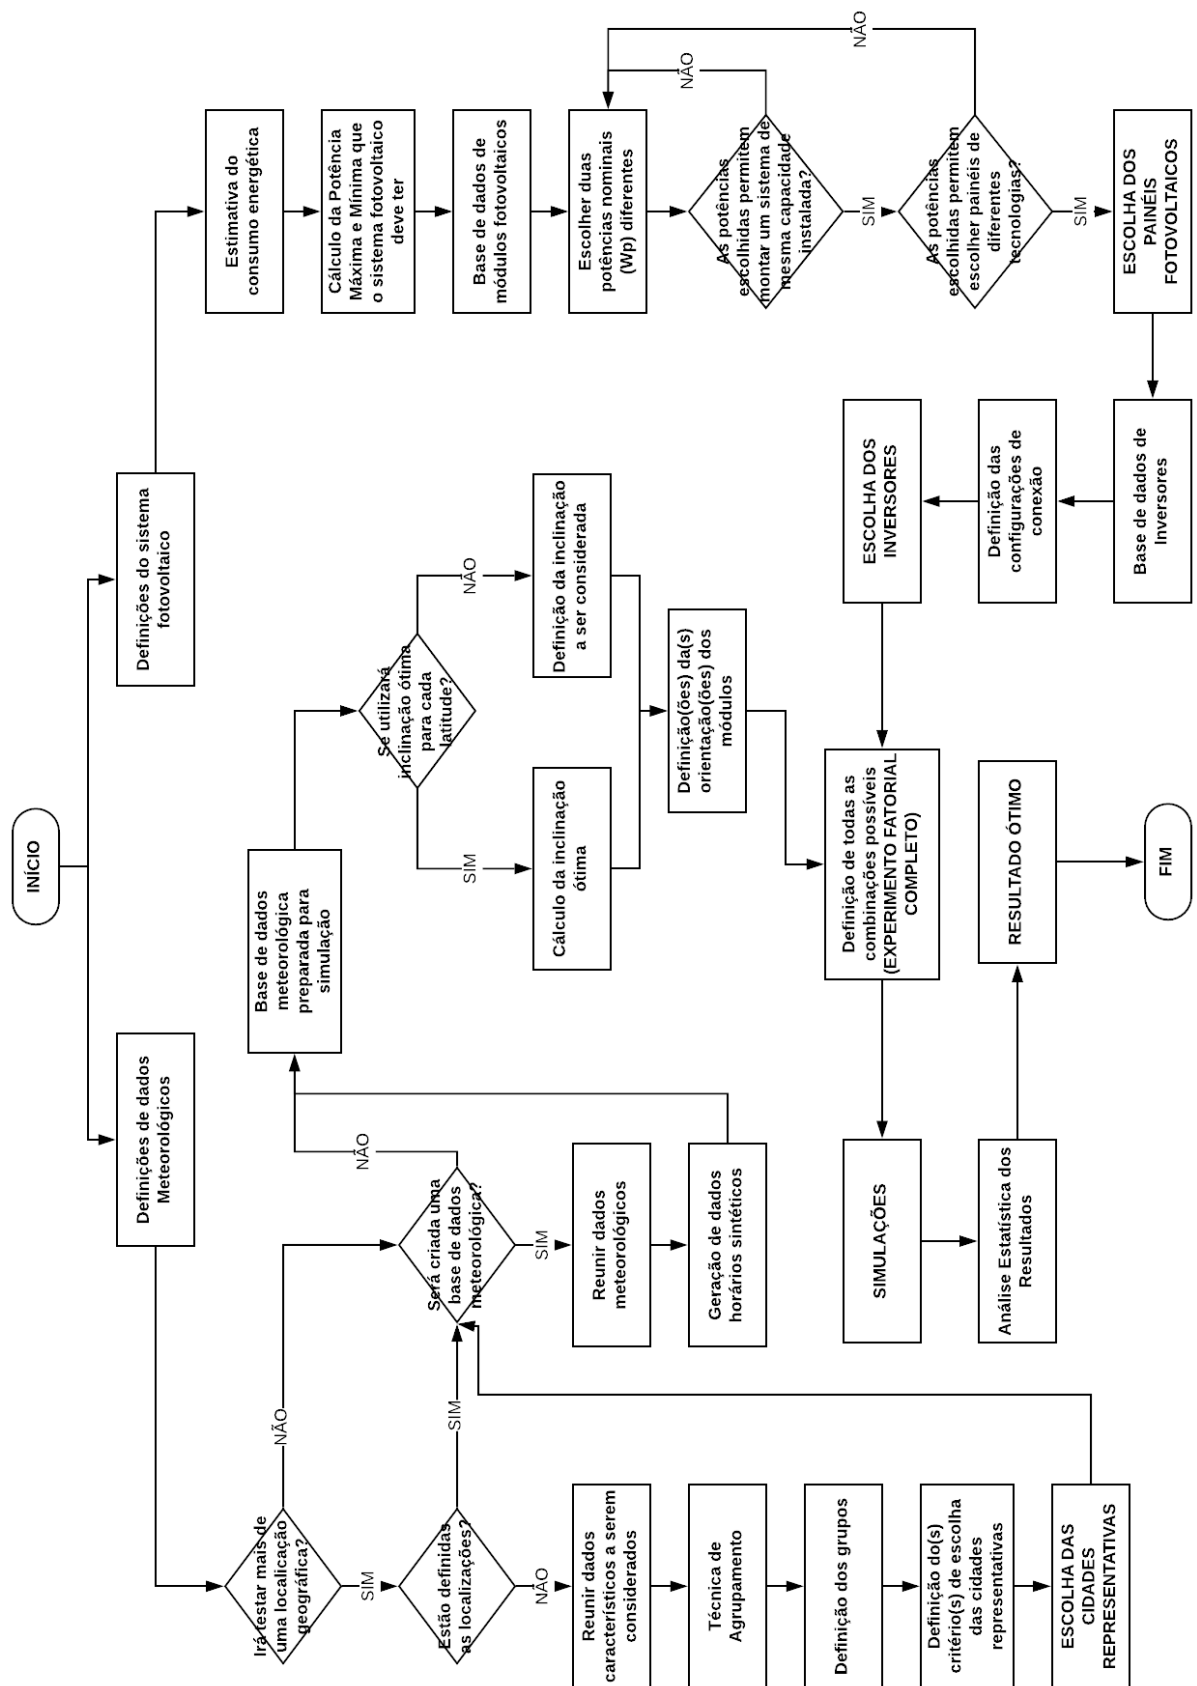 INÍCIO
Definições de dados
Meteorológicos
Definições do sistema
fotovoltaico
Irá testar mais de
uma localicação
geográfica?
NÃO
SIM
Estão definidas
as localizações?
SIM
NÃO
Reunir dados
característicos a serem
considerados
Técnica de
Agrupamento
Definição dos grupos
Definição do(s)
critério(s) de escolha
das cidades
representativas
ESCOLHA DAS
CIDADES
REPRESENTATIVAS
Será criada uma
base de dados
meteorológica?
NÃO
SIM
Reunir dados
meteorológicos
Geração de dados
horários sintéticos
Base de dados
meteorológica
preparada para
simulação
Se utilizará
inclinação ótima
para cada
latitude?
SIM
NÃO
Cálculo da inclinação
ótima
Definição da inclinação
a ser considerada
Definição(ões) da(s)
orientação(ões) dos
módulos
Estimativa do
consumo energética
Cálculo da Potência
Máxima e Mínima que
o sistema fotovoltaico
deve ter
Base de dados de
módulos fotovoltaicos
Escolher duas
potências nominais
(Wp) diferentes
As potências
escolhidas permitem
montar um sistema de
mesma capacidade
instalada?
NÃO
SIM
As potências
escolhidas permitem
escolher painéis de
diferentes
tecnologias?
NÃO
SIM
ESCOLHA DOS
PAINÉIS
FOTOVOLTAICOS
Base de dados de
Inversores
Definição das
configurações de
conexão
ESCOLHA DOS
INVERSORES
Definição de todas as
combinações possíveis
(EXPERIMENTO FATORIAL
COMPLETO)
SIMULAÇÕES
Análise Estatística dos
Resultados
RESULTADO ÓTIMO
FIM